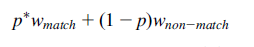 p*w_match + (1 − p)w_non−match